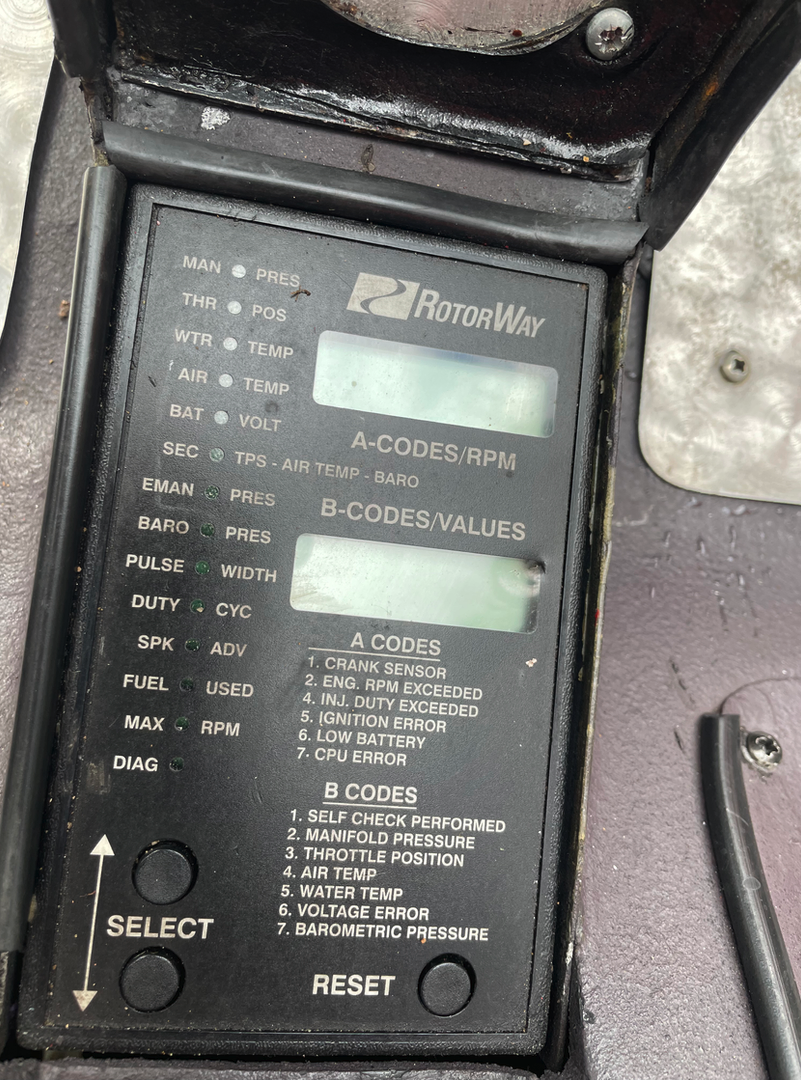 MAN PRES
THR POS
WTR TEMP
AIR TEMP
BAT VOLT
SEC TPS - AIR TEMP - BARO
EMAN PRES
BARO PRES
PULSE WIDTH
DUTY CYC
SPK ADV
FUEL USED
MAX RPM
DIAG
SELECT
ROTORWAY
A-CODES/RPM
B-CODES/VALUES
A CODES
1. CRANK SENSOR
2. ENG. RPM EXCEEDED
4. INJ. DUTY EXCEEDED
5. IGNITION ERROR
6. LOW BATTERY
7. CPU ERROR
B CODES
1. SELF CHECK PERFORMED
2. MANIFOLD PRESSURE
3. THROTTLE POSITION
4. AIR TEMP
5. WATER TEMP
6. VOLTAGE ERROR
7. BAROMETRIC PRESSURE
RESET